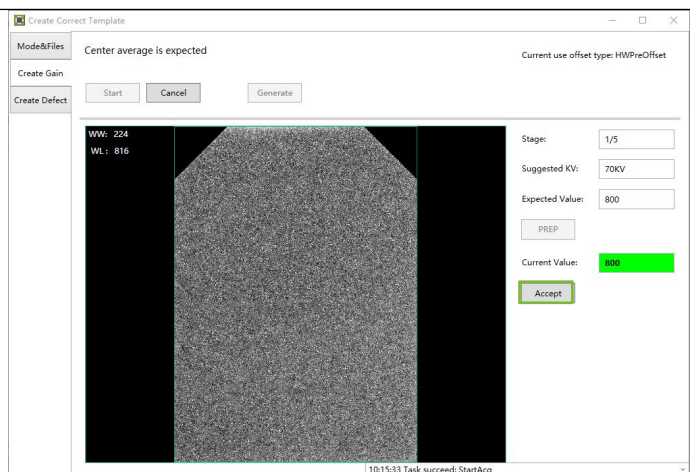 Create Correct Template
Mode&Files
Create Gain
Create Defect
Center average is expected
Current use offset type: HWPreOffset
Start Cancel Generate
WW: 224
WL: 816
Stage: 1/5
Suggested KV: 70KV
Expected Value: 800
PREP
Current Value: 800
Accept
10:15:33 Task succeed: StartAcq